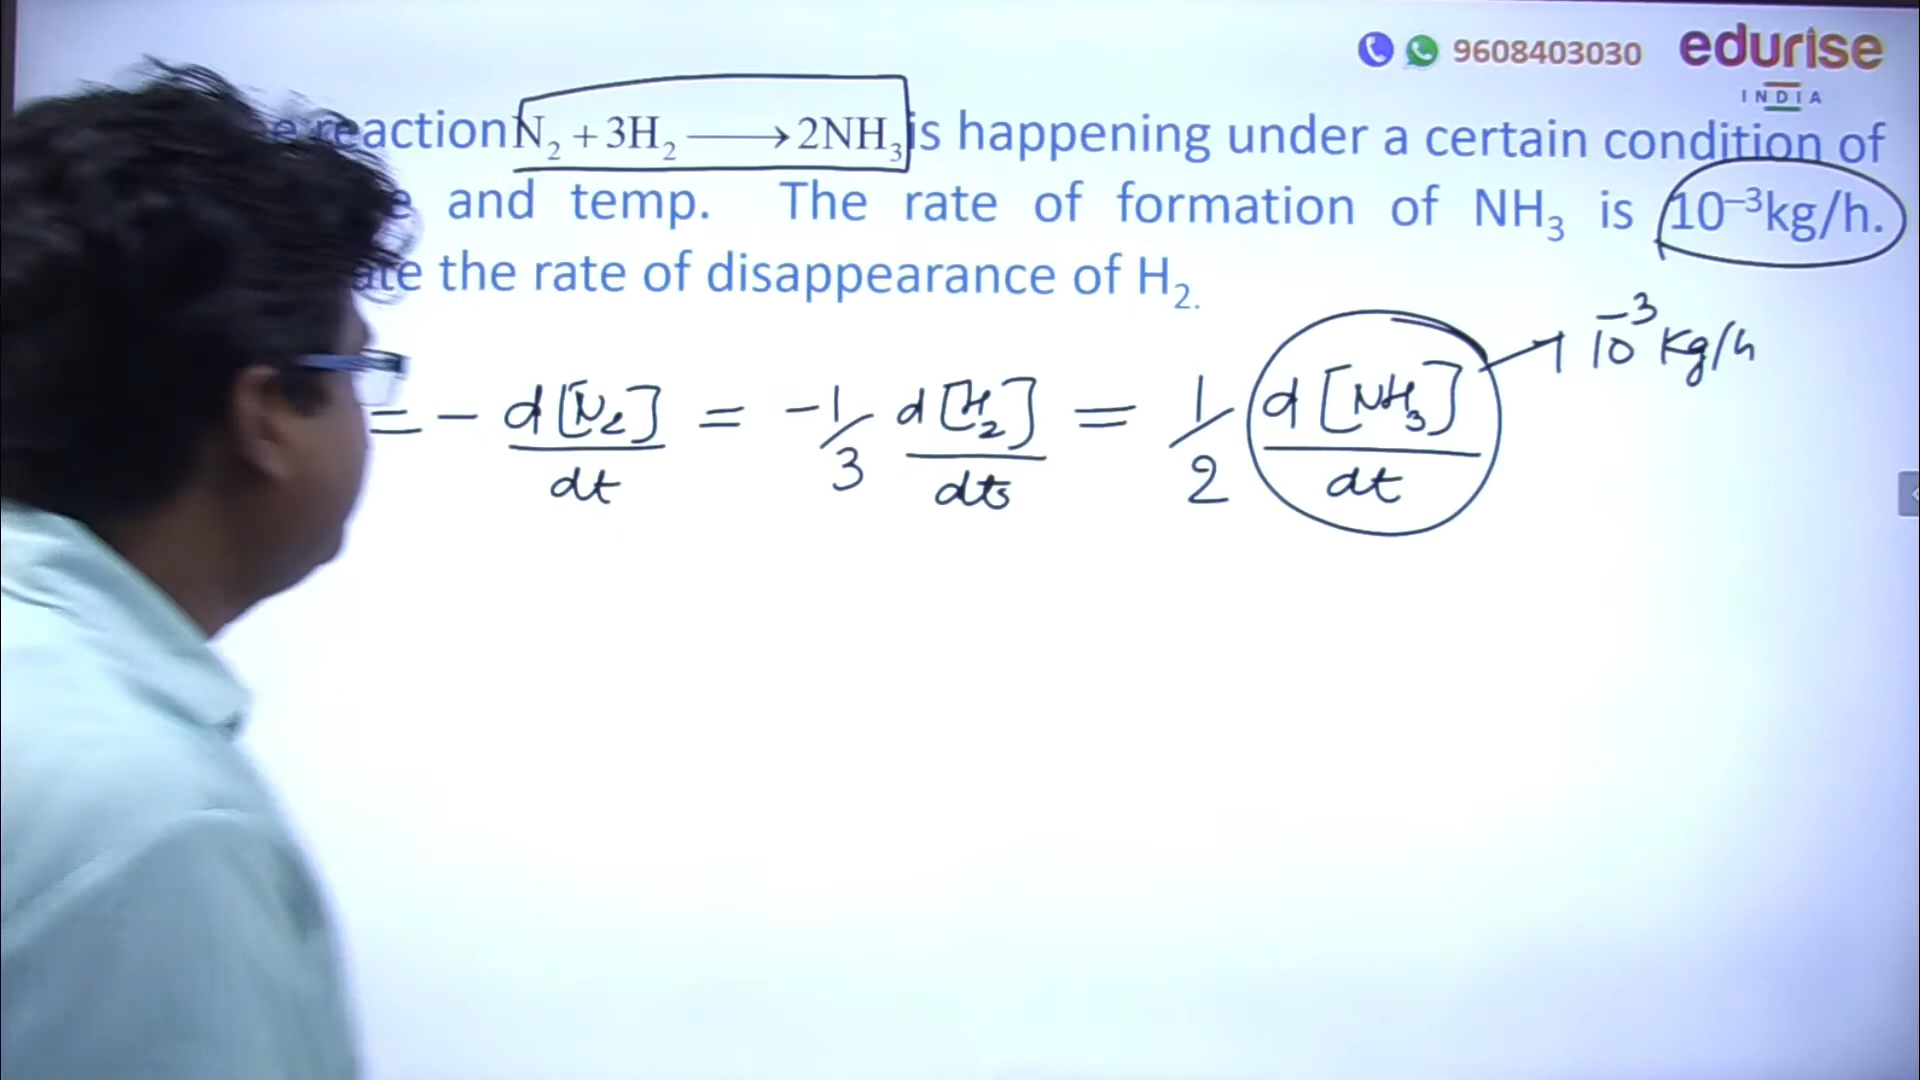 9608403030 edurise
INDIA
reaction N₂ + 3H₂ ⟶ 2NH₃ is happening under a certain condition of
and temp. The rate of formation of NH₃ is 10⁻³kg/h.
the rate of disappearance of H₂.
10⁻³ Kg/h
= - d[N₂]/dt = -1/3 d[H₂]/dts = 1/2 d[NH₃]/dt